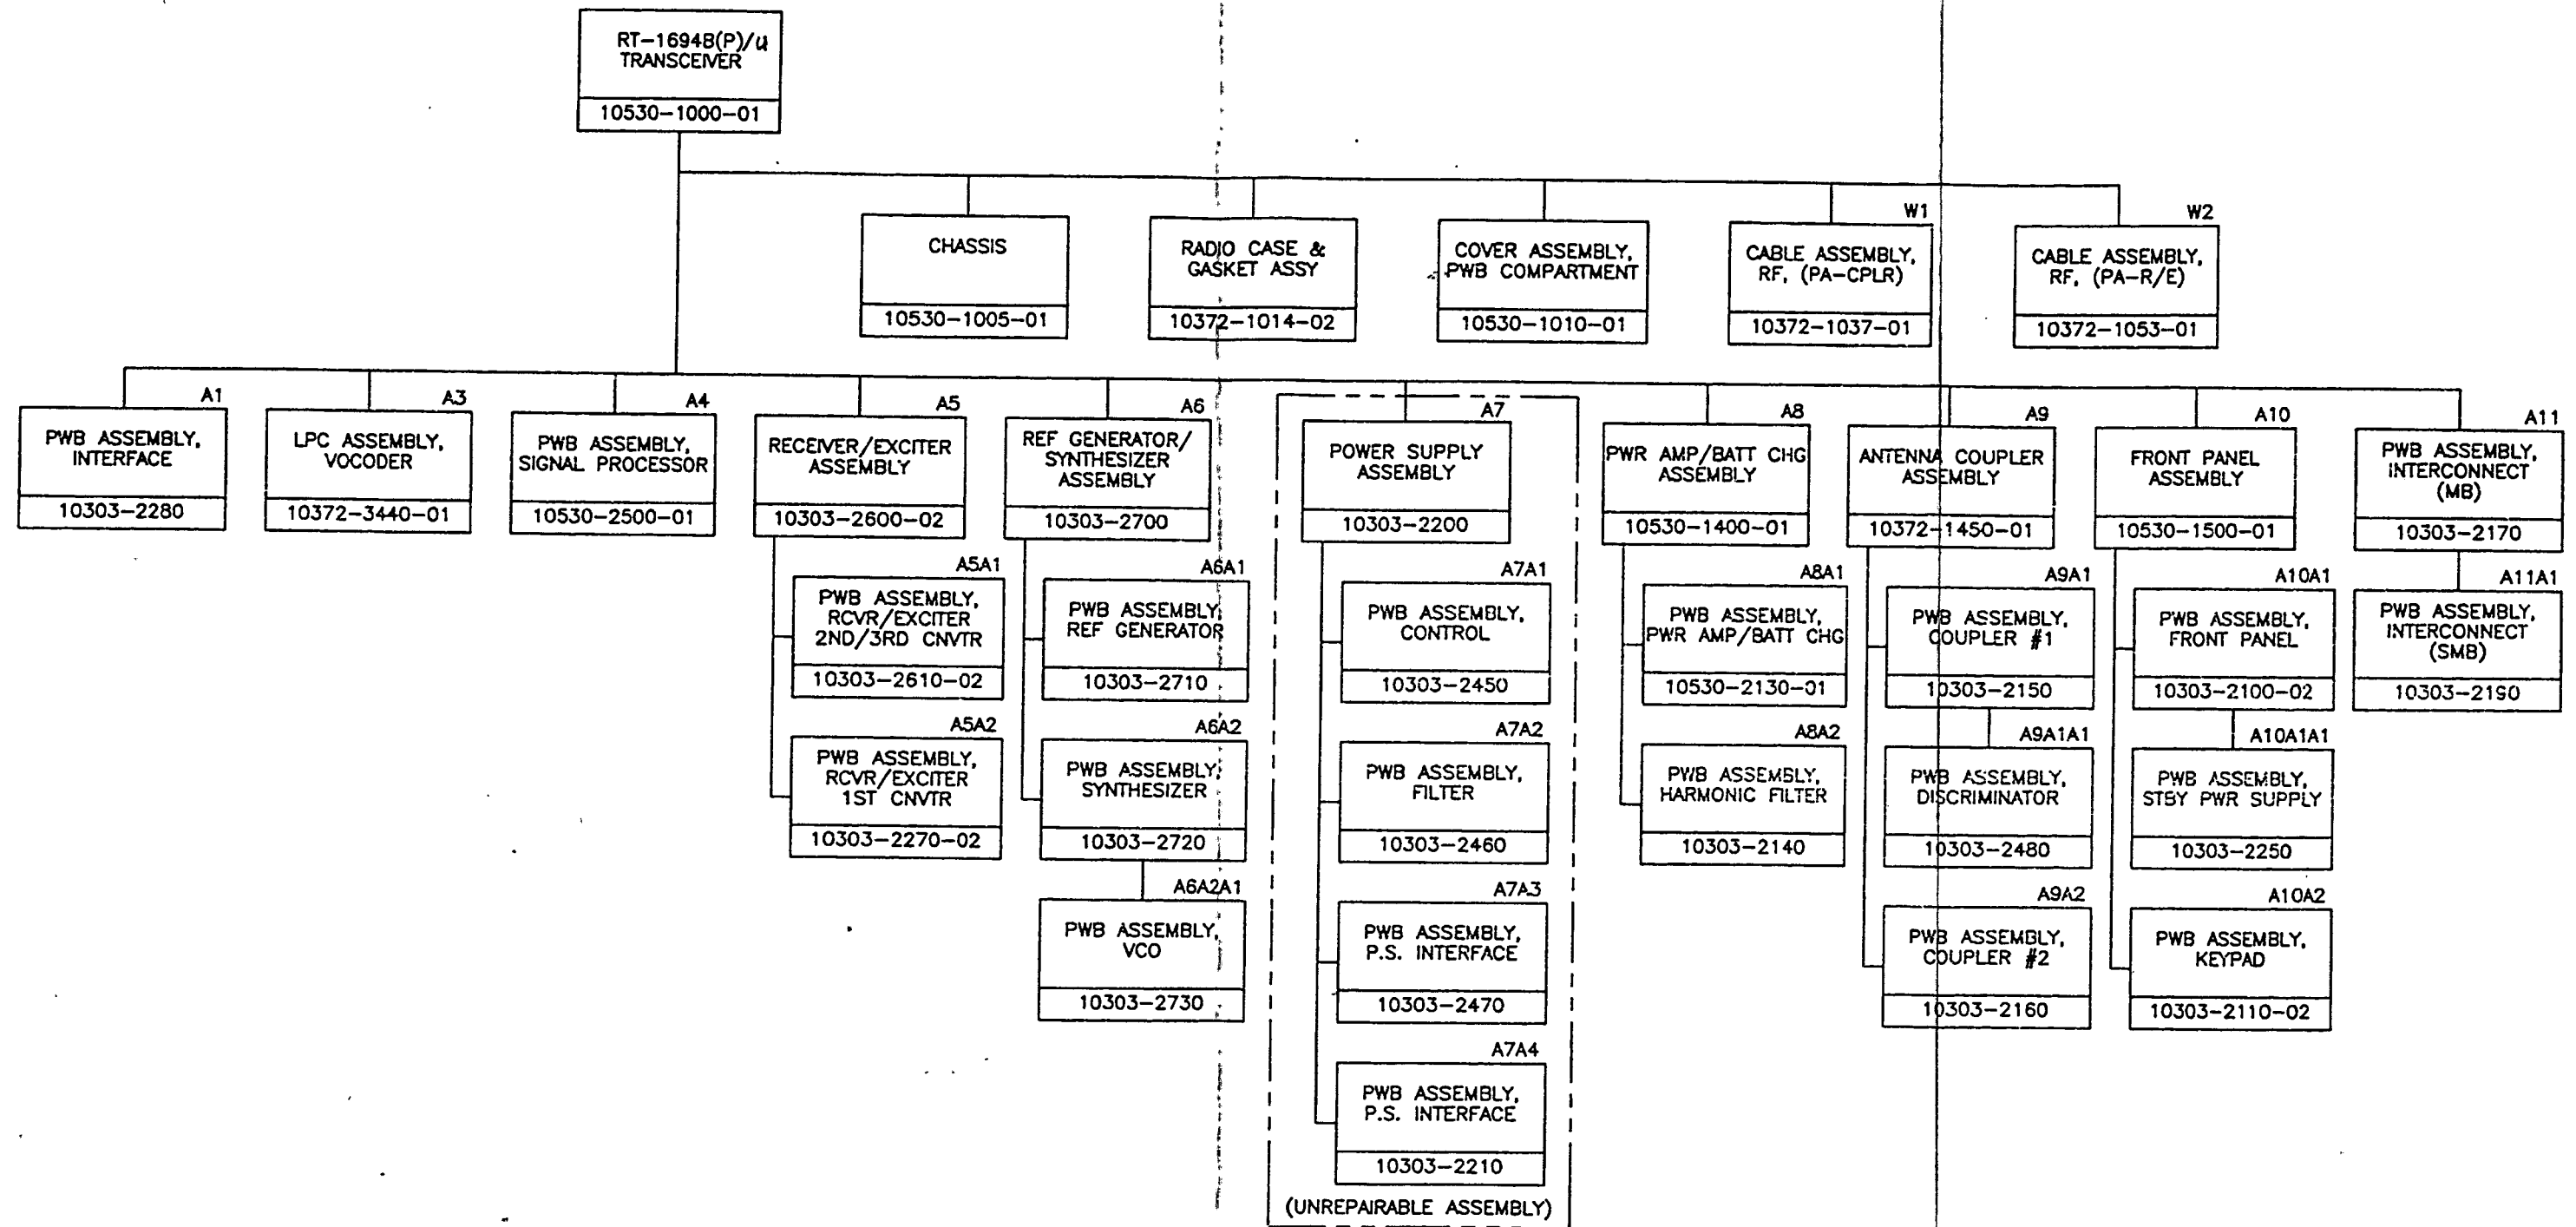 RT-1694B(P)/U
TRANSCEIVER
10530-1000-01
CHASSIS
10530-1005-01
RADIO CASE &
GASKET ASSY
10372-1014-02
COVER ASSEMBLY,
PWB COMPARTMENT
10530-1010-01
W1
CABLE ASSEMBLY,
RF, (PA-CPLR)
10372-1037-01
W2
CABLE ASSEMBLY,
RF, (PA-R/E)
10372-1053-01
A1
PWB ASSEMBLY,
INTERFACE
10303-2280
A3
LPC ASSEMBLY,
VOCODER
10372-3440-01
A4
PWB ASSEMBLY,
SIGNAL PROCESSOR
10530-2500-01
A5
RECEIVER/EXCITER
ASSEMBLY
10303-2600-02
A5A1
PWB ASSEMBLY,
RCVR/EXCITER
2ND/3RD CNVTR
10303-2610-02
A5A2
PWB ASSEMBLY,
RCVR/EXCITER
1ST CNVTR
10303-2270-02
A6
REF GENERATOR/
SYNTHESIZER
ASSEMBLY
10303-2700
A6A1
PWB ASSEMBLY,
REF GENERATOR
10303-2710
A6A2
PWB ASSEMBLY,
SYNTHESIZER
10303-2720
A6A2A1
PWB ASSEMBLY,
VCO
10303-2730
A7
POWER SUPPLY
ASSEMBLY
10303-2200
A7A1
PWB ASSEMBLY,
CONTROL
10303-2450
A7A2
PWB ASSEMBLY,
FILTER
10303-2460
A7A3
PWB ASSEMBLY,
P.S. INTERFACE
10303-2470
A7A4
PWB ASSEMBLY,
P.S. INTERFACE
10303-2210
(UNREPAIRABLE ASSEMBLY)
A8
PWR AMP/BATT CHG
ASSEMBLY
10530-1400-01
A8A1
PWB ASSEMBLY,
PWR AMP/BATT CHG
10530-2130-01
A8A2
PWB ASSEMBLY,
HARMONIC FILTER
10303-2140
A9
ANTENNA COUPLER
ASSEMBLY
10372-1450-01
A9A1
PWB ASSEMBLY,
COUPLER #1
10303-2150
A9A1A1
PWB ASSEMBLY,
DISCRIMINATOR
10303-2480
A9A2
PWB ASSEMBLY,
COUPLER #2
10303-2160
A10
FRONT PANEL
ASSEMBLY
10530-1500-01
A10A1
PWB ASSEMBLY,
FRONT PANEL
10303-2100-02
A10A1A1
PWB ASSEMBLY,
STBY PWR SUPPLY
10303-2250
A10A2
PWB ASSEMBLY,
KEYPAD
10303-2110-02
A11
PWB ASSEMBLY,
INTERCONNECT
(MB)
10303-2170
A11A1
PWB ASSEMBLY,
INTERCONNECT
(SMB)
10303-2190